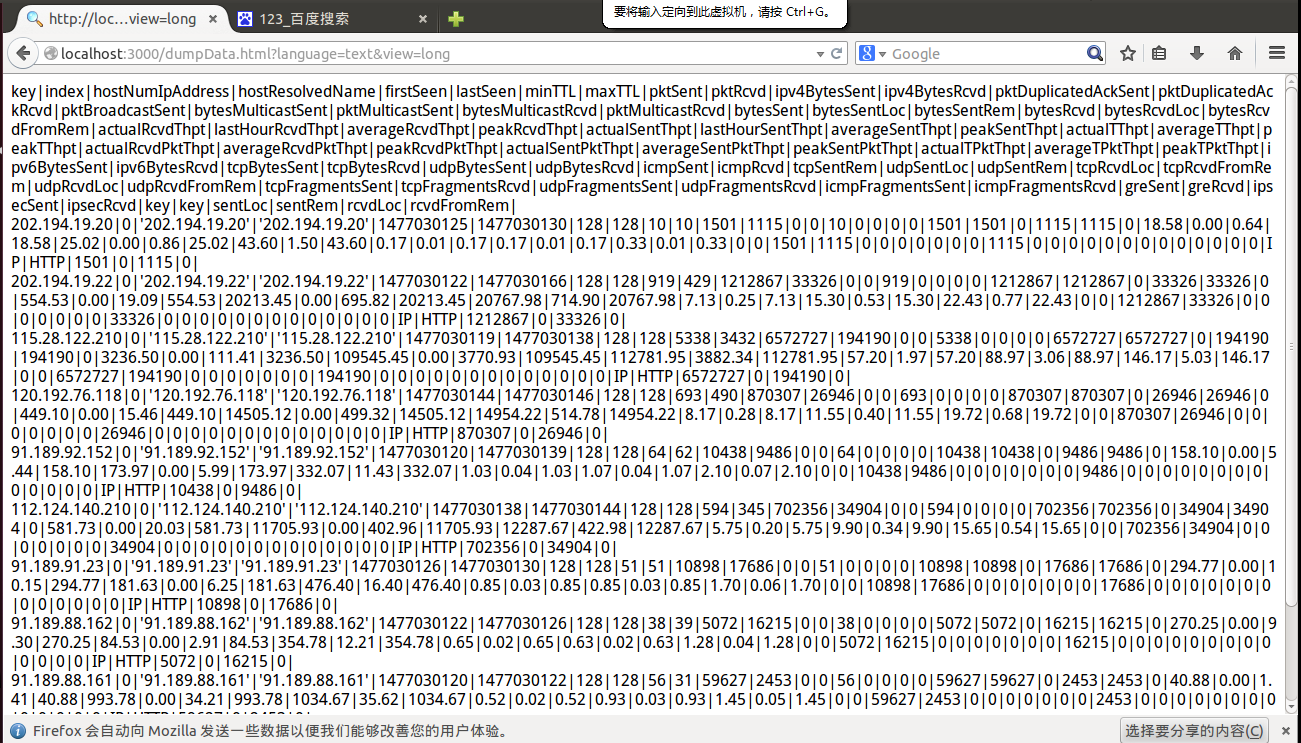 http://loc...view=long
123_百度搜索
要将输入定向到此虚拟机，请按 Ctrl+G。
localhost:3000/dumpData.html?language=text&view=long
Google
key|index|hostNumIpAddress|hostResolvedName|firstSeen|lastSeen|minTTL|maxTTL|pktSent|pktRcvd|ipv4BytesSent|ipv4BytesRcvd|pktDuplicatedAckSent|pktDuplicatedAc
kRcvd|pktBroadcastSent|bytesMulticastSent|pktMulticastSent|bytesMulticastRcvd|pktMulticastRcvd|bytesSent|bytesSentLoc|bytesSentRem|bytesRcvd|bytesRcvdLoc|bytesRcv
dFromRem|actualRcvdThpt|lastHourRcvdThpt|averageRcvdThpt|peakRcvdThpt|actualSentThpt|lastHourSentThpt|averageSentThpt|peakSentThpt|actualTThpt|averageTThpt|p
eakTThpt|actualRcvdPktThpt|averageRcvdPktThpt|peakRcvdPktThpt|actualSentPktThpt|averageSentPktThpt|peakSentPktThpt|actualTPktThpt|averageTPktThpt|peakTPktThpt|i
pv6BytesSent|ipv6BytesRcvd|tcpBytesSent|tcpBytesRcvd|udpBytesSent|udpBytesRcvd|icmpSent|icmpRcvd|tcpSentRem|udpSentLoc|udpSentRem|tcpRcvdLoc|tcpRcvdFromRe
m|udpRcvdLoc|udpRcvdFromRem|tcpFragmentsSent|tcpFragmentsRcvd|udpFragmentsSent|udpFragmentsRcvd|icmpFragmentsSent|icmpFragmentsRcvd|greSent|greRcvd|ips
ecSent|ipsecRcvd|key|key|sentLoc|sentRem|rcvdLoc|rcvdFromRem|
202.194.19.20|0|'202.194.19.20'|'202.194.19.20'|1477030125|1477030130|128|128|10|10|1501|1115|0|0|10|0|0|0|0|1501|1501|0|1115|1115|0|18.58|0.00|0.64|
18.58|25.02|0.00|0.86|25.02|43.60|1.50|43.60|0.17|0.01|0.17|0.17|0.01|0.17|0.33|0.01|0.33|0|0|1501|1115|0|0|0|0|0|0|0|1115|0|0|0|0|0|0|0|0|0|0|0|0|0|I
P|HTTP|1501|0|1115|0|
202.194.19.22|0|'202.194.19.22'|'202.194.19.22'|1477030122|1477030166|128|128|919|429|1212867|33326|0|0|919|0|0|0|0|1212867|1212867|0|33326|33326|0
|554.53|0.00|19.09|554.53|20213.45|0.00|695.82|20213.45|20767.98|714.90|20767.98|7.13|0.25|7.13|15.30|0.53|15.30|22.43|0.77|22.43|0|0|1212867|33326|0|0
|0|0|0|0|0|33326|0|0|0|0|0|0|0|0|0|0|0|0|0|IP|HTTP|1212867|0|33326|0|
115.28.122.210|0|'115.28.122.210'|'115.28.122.210'|1477030119|1477030138|128|128|5338|3432|6572727|194190|0|0|5338|0|0|0|0|6572727|6572727|0|194190
|194190|0|3236.50|0.00|111.41|3236.50|109545.45|0.00|3770.93|109545.45|112781.95|3882.34|112781.95|57.20|1.97|57.20|88.97|3.06|88.97|146.17|5.03|146.17
|0|0|6572727|194190|0|0|0|0|0|0|0|194190|0|0|0|0|0|0|0|0|0|0|0|0|0|IP|HTTP|6572727|0|194190|0|
120.192.76.118|0|'120.192.76.118'|'120.192.76.118'|1477030144|1477030146|128|128|693|490|870307|26946|0|0|693|0|0|0|0|870307|870307|0|26946|26946|0
|449.10|0.00|15.46|449.10|14505.12|0.00|499.32|14505.12|14954.22|514.78|14954.22|8.17|0.28|8.17|11.55|0.40|11.55|19.72|0.68|19.72|0|0|870307|26946|0|0|
0|0|0|0|0|26946|0|0|0|0|0|0|0|0|0|0|0|0|0|IP|HTTP|870307|0|26946|0|
91.189.92.152|0|'91.189.92.152'|'91.189.92.152'|1477030120|1477030139|128|128|64|62|10438|9486|0|0|64|0|0|0|0|10438|10438|0|9486|9486|0|158.10|0.00|5
.44|158.10|173.97|0.00|5.99|173.97|332.07|11.43|332.07|1.03|0.04|1.03|1.07|0.04|1.07|2.10|0.07|2.10|0|0|10438|9486|0|0|0|0|0|0|0|9486|0|0|0|0|0|0|0|0
|0|0|0|0|0|IP|HTTP|10438|0|9486|0|
112.124.140.210|0|'112.124.140.210'|'112.124.140.210'|1477030138|1477030144|128|128|594|345|702356|34904|0|0|594|0|0|0|0|702356|702356|0|34904|3490
4|0|581.73|0.00|20.03|581.73|11705.93|0.00|402.96|11705.93|12287.67|422.98|12287.67|5.75|0.20|5.75|9.90|0.34|9.90|15.65|0.54|15.65|0|0|702356|34904|0|0
|0|0|0|0|0|34904|0|0|0|0|0|0|0|0|0|0|0|0|0|IP|HTTP|702356|0|34904|0|
91.189.91.23|0|'91.189.91.23'|'91.189.91.23'|1477030126|1477030130|128|128|51|51|10898|17686|0|0|51|0|0|0|0|10898|10898|0|17686|17686|0|294.77|0.00|1
0.15|294.77|181.63|0.00|6.25|181.63|476.40|16.40|476.40|0.85|0.03|0.85|0.85|0.03|0.85|1.70|0.06|1.70|0|0|10898|17686|0|0|0|0|0|0|0|17686|0|0|0|0|0|0|0
|0|0|0|0|0|0|IP|HTTP|10898|0|17686|0|
91.189.88.162|0|'91.189.88.162'|'91.189.88.162'|1477030122|1477030126|128|128|38|39|5072|16215|0|0|38|0|0|0|0|5072|5072|0|16215|16215|0|270.25|0.00|9
.30|270.25|84.53|0.00|2.91|84.53|354.78|12.21|354.78|0.65|0.02|0.65|0.63|0.02|0.63|1.28|0.04|1.28|0|0|5072|16215|0|0|0|0|0|0|0|16215|0|0|0|0|0|0|0|0|0
|0|0|0|0|IP|HTTP|5072|0|16215|0|
91.189.88.161|0|'91.189.88.161'|'91.189.88.161'|1477030120|1477030122|128|128|56|31|59627|2453|0|0|56|0|0|0|0|59627|59627|0|2453|2453|0|40.88|0.00|1.
41|40.88|993.78|0.00|34.21|993.78|1034.67|35.62|1034.67|0.52|0.02|0.52|0.93|0.03|0.93|1.45|0.05|1.45|0|0|59627|2453|0|0|0|0|0|0|0|2453|0|0|0|0|0|0|0|0
Firefox 会自动向 Mozilla 发送一些数据以便我们能够改善您的用户体验。
选择要分享的内容(C)